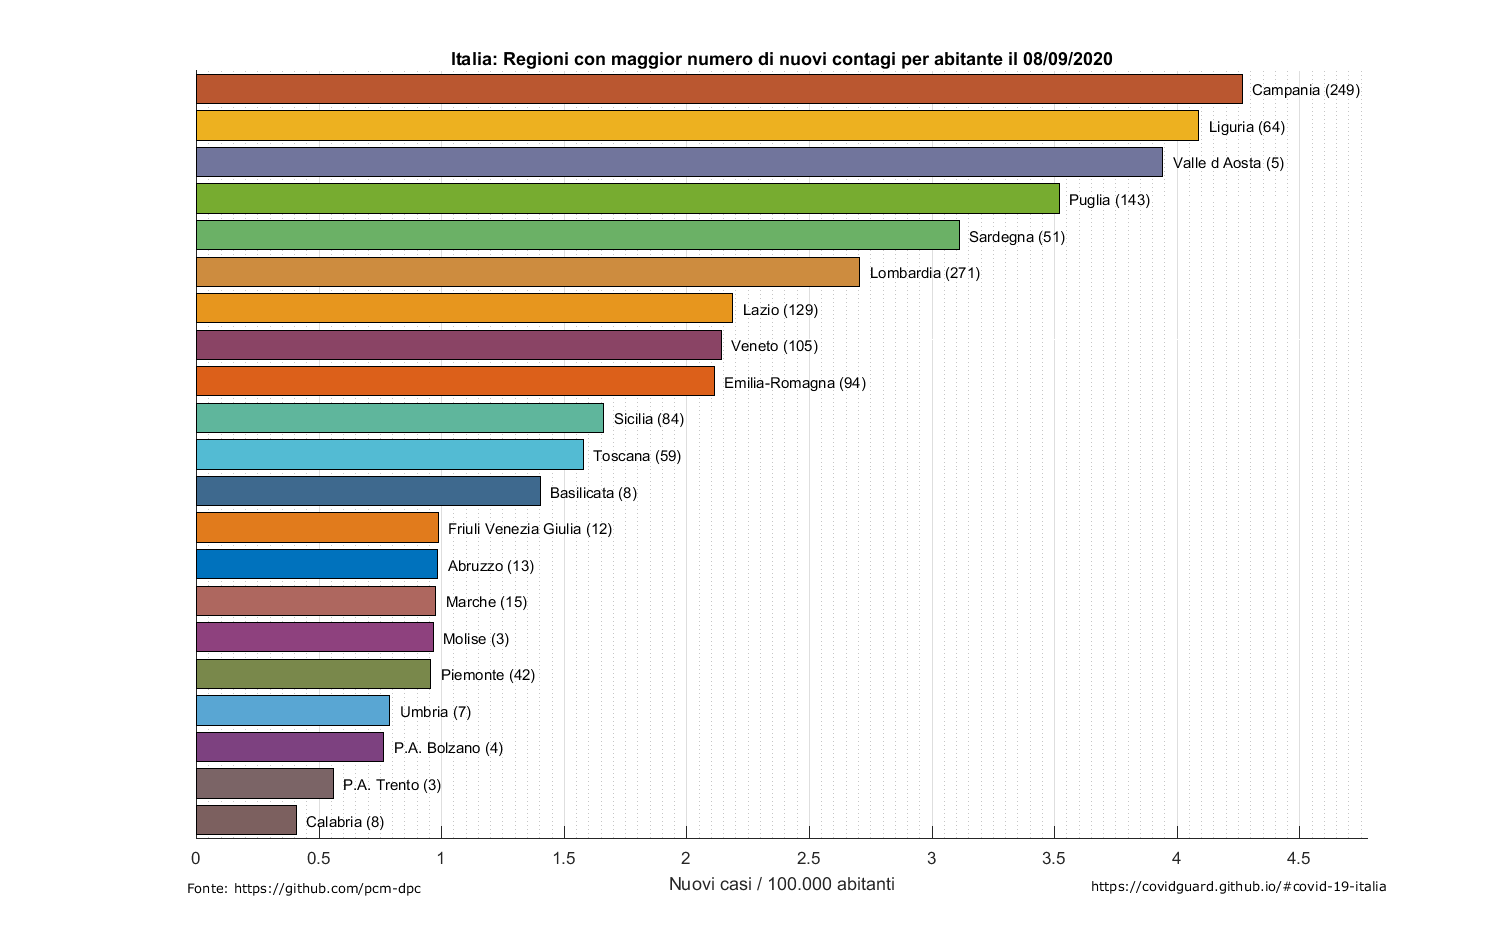 Italia: Regioni con maggior numero di nuovi contagi per abitante il 08/09/2020
Campania (249)
Liguria (64)
Valle d Aosta (5)
Puglia (143)
Sardegna (51)
Lombardia (271)
Lazio (129)
Veneto (105)
Emilia-Romagna (94)
Sicilia (84)
Toscana (59)
Basilicata (8)
Friuli Venezia Giulia (12)
Abruzzo (13)
Marche (15)
Molise (3)
Piemonte (42)
Umbria (7)
P.A. Bolzano (4)
P.A. Trento (3)
Calabria (8)
0 0.5 1 1.5 2 2.5 3 3.5 4 4.5
Nuovi casi / 100.000 abitanti
Fonte: https://github.com/pcm-dpc
https://covidguard.github.io/#covid-19-italia